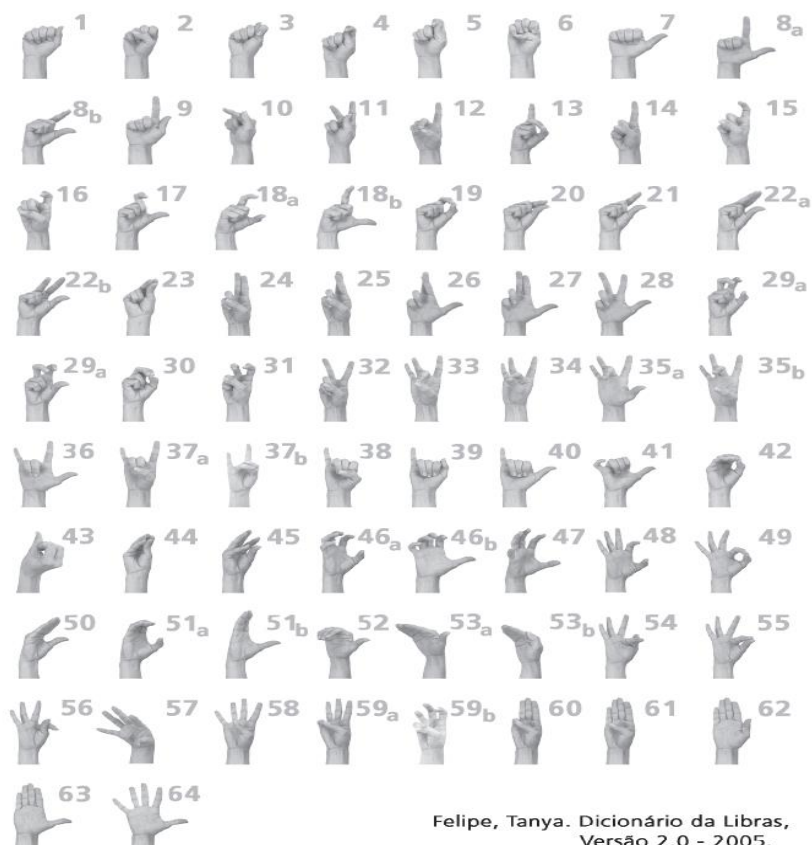 1 2 3 4 5 6 7 8a
8b 9 10 11 12 13 14 15
16 17 18a 18b 19 20 21 22a
22b 23 24 25 26 27 28 29a
29a 30 31 32 33 34 35a 35b
36 37a 37b 38 39 40 41 42
43 44 45 46a 46b 47 48 49
50 51a 51b 52 53a 53b 54 55
56 57 58 59a 59b 60 61 62
63 64
Felipe, Tanya. Dicionário da Libras,
Versão 2.0 - 2005.